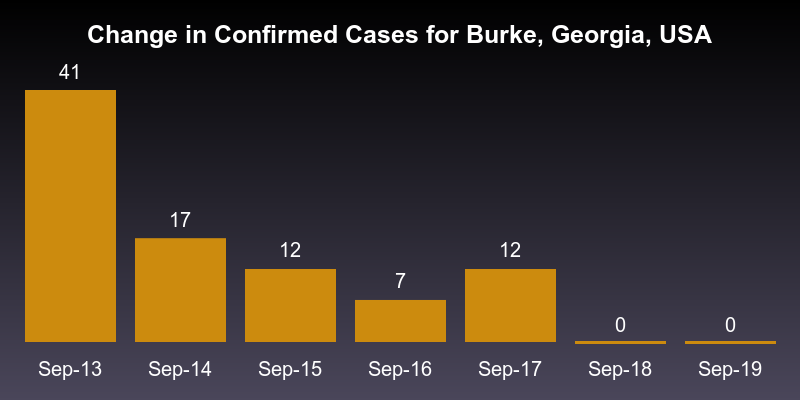 Change in Confirmed Cases for Burke, Georgia, USA
41
17
12
7
12
0
0
Sep-13
Sep-14
Sep-15
Sep-16
Sep-17
Sep-18
Sep-19